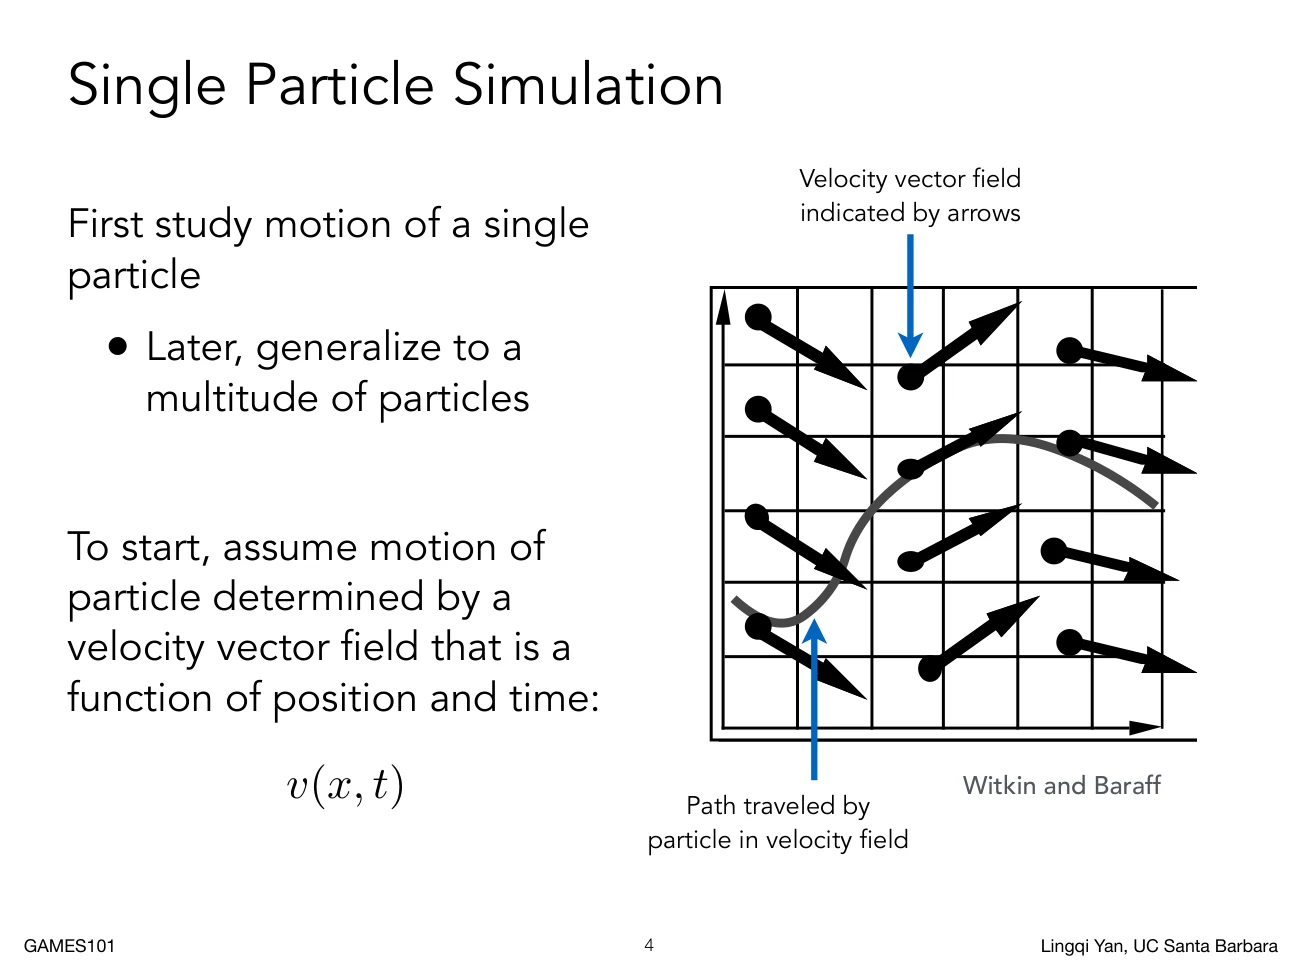 Single Particle Simulation
First study motion of a single
particle
• Later, generalize to a
multitude of particles
To start, assume motion of
particle determined by a
velocity vector field that is a
function of position and time:
v(x, t)
Velocity vector field
indicated by arrows
Witkin and Baraff
Path traveled by
particle in velocity field
GAMES101
4
Lingqi Yan, UC Santa Barbara